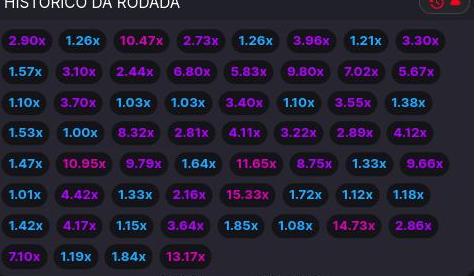 HISTÓRICO DA RODADA
2.90x 1.26x 10.47x 2.73x 1.26x 3.96x 1.21x 3.30x
1.57x 3.10x 2.44x 6.80x 5.83x 9.80x 7.02x 5.67x
1.10x 3.70x 1.03x 1.03x 3.40x 1.10x 3.55x 1.38x
1.53x 1.00x 8.32x 2.81x 4.11x 3.22x 2.89x 4.12x
1.47x 10.95x 9.79x 1.64x 11.65x 8.75x 1.33x 9.66x
1.01x 4.42x 1.33x 2.16x 15.33x 1.72x 1.12x 1.18x
1.42x 4.17x 1.15x 3.64x 1.85x 1.08x 14.73x 2.86x
7.10x 1.19x 1.84x 13.17x